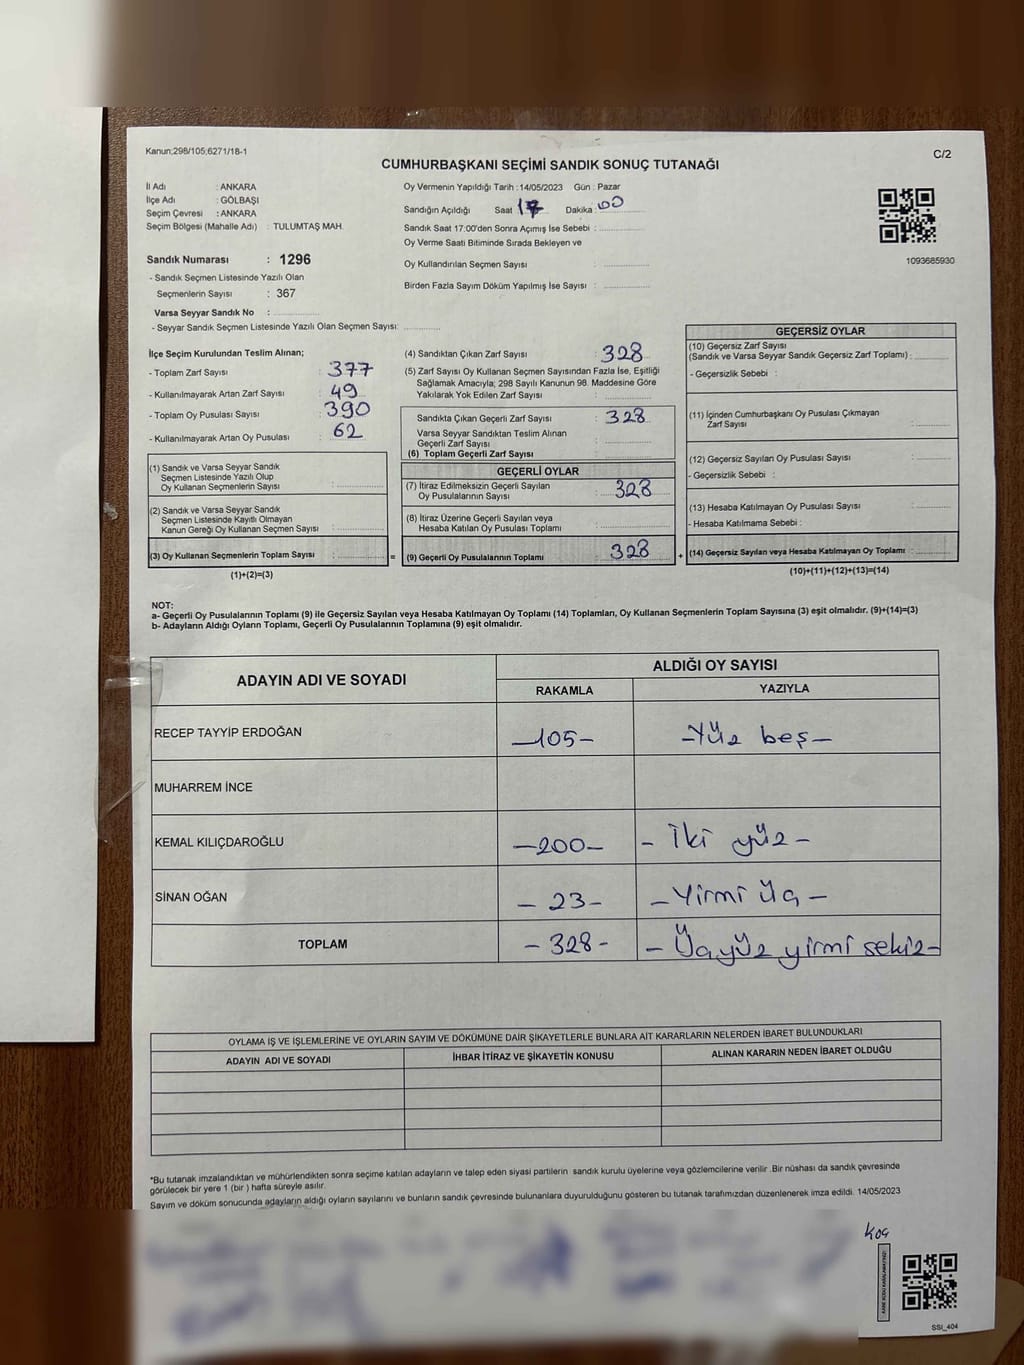 Kanun;298/105;6271/18-1
CUMHURBAŞKANI SEÇİMİ SANDIK SONUÇ TUTANAĞI
C/2
İl Adı : ANKARA
İlçe Adı : GÖLBAŞI
Seçim Çevresi : ANKARA
Seçim Bölgesi (Mahalle Adı) : TULUMTAŞ MAH.
Sandık Numarası : 1296
- Sandık Seçmen Listesinde Yazılı Olan
Seçmenlerin Sayısı : 367
Varsa Seyyar Sandık No :
- Seyyar Sandık Seçmen Listesinde Yazılı Olan Seçmen Sayısı:
Oy Vermenin Yapıldığı Tarih : 14/05/2023 Gün : Pazar
Sandığın Açıldığı Saat 17 Dakika : 00
Sandık Saat 17:00'den Sonra Açımış İse Sebebi :
Oy Verme Saati Bitiminde Sırada Bekleyen ve
Oy Kullandırılan Seçmen Sayısı :
Birden Fazla Sayım Döküm Yapılmış İse Sayısı :
1093685930
İlçe Seçim Kurulundan Teslim Alınan;
- Toplam Zarf Sayısı : 377
- Kullanılmayarak Artan Zarf Sayısı : 49
- Toplam Oy Pusulası Sayısı : 390
- Kullanılmayarak Artan Oy Pusulası : 62
(1) Sandık ve Varsa Seyyar Sandık
Seçmen Listesinde Yazılı Olup
Oy Kullanan Seçmenlerin Sayısı :
(2) Sandık ve Varsa Seyyar Sandık
Seçmen Listesinde Kayıtlı Olmayan
Kanun Gereği Oy Kullanan Seçmen Sayısı :
(3) Oy Kullanan Seçmenlerin Toplam Sayısı : =
(1)+(2)=(3)
(4) Sandıktan Çıkan Zarf Sayısı : 328
(5) Zarf Sayısı Oy Kullanan Seçmen Sayısından Fazla İse, Eşitliği
Sağlamak Amacıyla; 298 Sayılı Kanunun 98. Maddesine Göre
Yakılarak Yok Edilen Zarf Sayısı :
Sandıkta Çıkan Geçerli Zarf Sayısı : 328
Varsa Seyyar Sandıktan Teslim Alınan
Geçerli Zarf Sayısı :
(6) Toplam Geçerli Zarf Sayısı :
GEÇERLİ OYLAR
(7) İtiraz Edilmeksizin Geçerli Sayılan
Oy Pusulalarının Sayısı : 328
(8) İtiraz Üzerine Geçerli Sayılan veya
Hesaba Katılan Oy Pusulası Toplamı :
(9) Geçerli Oy Pusulalarının Toplamı : 328 +
GEÇERSİZ OYLAR
(10) Geçersiz Zarf Sayısı
(Sandık ve Varsa Seyyar Sandık Geçersiz Zarf Toplamı) :
- Geçersizlik Sebebi :
(11) İçinden Cumhurbaşkanı Oy Pusulası Çıkmayan
Zarf Sayısı :
(12) Geçersiz Sayılan Oy Pusulası Sayısı :
- Geçersizlik Sebebi :
(13) Hesaba Katılmayan Oy Pusulası Sayısı :
- Hesaba Katılmama Sebebi :
(14) Geçersiz Sayılan veya Hesaba Katılmayan Oy Toplamı :
(10)+(11)+(12)+(13)=(14)
NOT:
a- Geçerli Oy Pusulalarının Toplamı (9) ile Geçersiz Sayılan veya Hesaba Katılmayan Oy Toplamı (14) Toplamları, Oy Kullanan Seçmenlerin Toplam Sayısına (3) eşit olmalıdır. (9)+(14)=(3)
b- Adayların Aldığı Oyların Toplamı, Geçerli Oy Pusulalarının Toplamına (9) eşit olmalıdır.
ADAYIN ADI VE SOYADI
ALDIĞI OY SAYISI
RAKAMLA YAZIYLA
RECEP TAYYİP ERDOĞAN -105- -Yüz beş-
MUHARREM İNCE
KEMAL KILIÇDAROĞLU -200- - İki yüz -
SİNAN OĞAN - 23 - - Yirmi üç -
TOPLAM - 328 - - Üçyüz yirmi sekiz -
OYLAMA İŞ VE İŞLEMLERİNE VE OYLARIN SAYIM VE DÖKÜMÜNE DAİR ŞİKAYETLERLE BUNLARA AİT KARARLARIN NELERDEN İBARET BULUNDUKLARI
ADAYIN ADI VE SOYADI İHBAR İTİRAZ VE ŞİKAYETİN KONUSU ALINAN KARARIN NEDEN İBARET OLDUĞU
*Bu tutanak imzalandıktan ve mühürlendikten sonra seçime katılan adayların ve talep eden siyasi partilerin sandık kurulu üyelerine veya gözlemcilerine verilir .Bir nüshası da sandık çevresinde
görülecek bir yere 1 (bir ) hafta süreyle asılır.
Sayım ve döküm sonucunda adayların aldığı oyların sayılarını ve bunların sandık çevresinde bulunanlara duyurulduğunu gösteren bu tutanak tarafımızdan düzenlenerek imza edildi. 14/05/2023
SSI_404